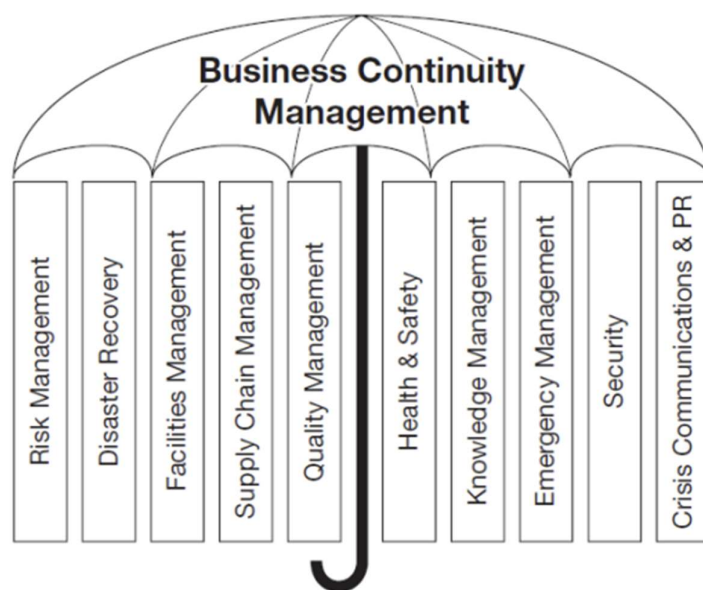 Business Continuity
Management
Risk Management
Disaster Recovery
Facilities Management
Supply Chain Management
Quality Management
Health & Safety
Knowledge Management
Emergency Management
Security
Crisis Communications & PR